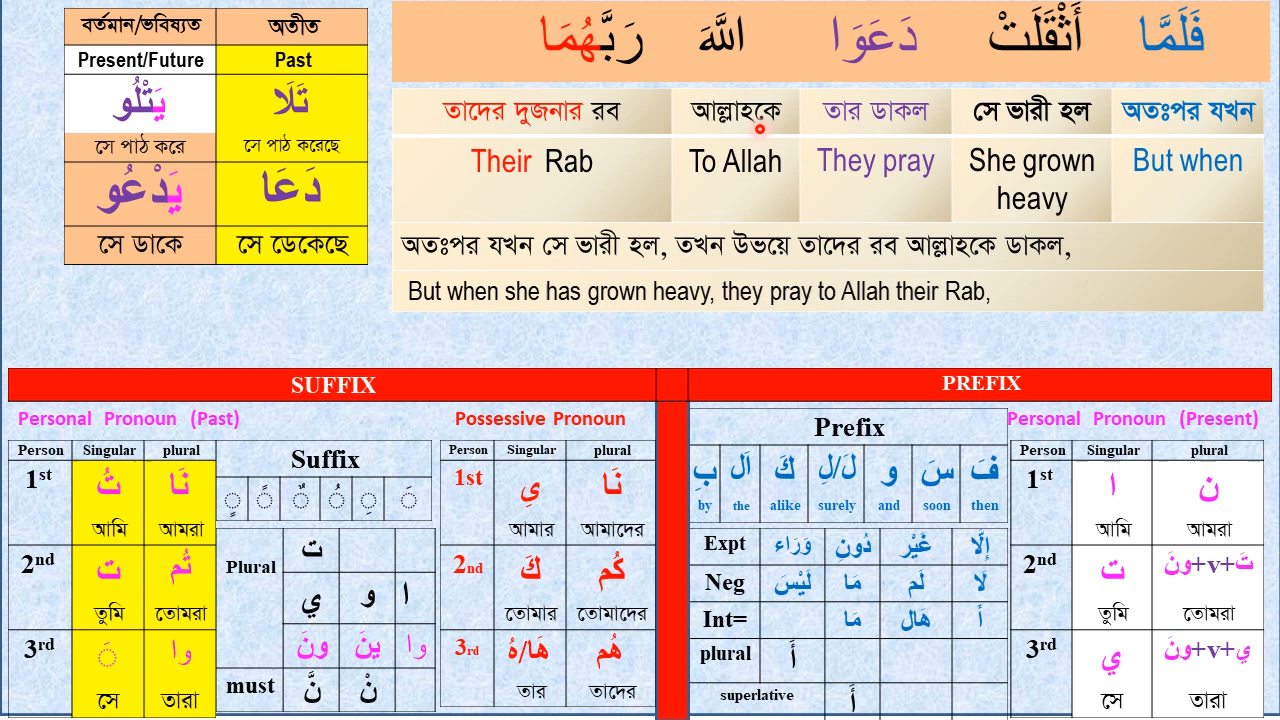 বর্তমান/ভবিষ্যত অতীত
Present/Future Past
يَتْلُو تَلَا
সে পাঠ করে সে পাঠ করেছে
يَدْعُو دَعَا
সে ডাকে সে ডেকেছে
فَلَمَّا أَثْقَلَتْ دَعَوَا اللَّهَ رَبَّهُمَا
তাদের দুজনার রব আল্লাহকে তার ডাকল সে ভারী হল অতঃপর যখন
Their Rab To Allah They pray She grown heavy But when
অতঃপর যখন সে ভারী হল, তখন উভয়ে তাদের রব আল্লাহকে ডাকল,
But when she has grown heavy, they pray to Allah their Rab,
SUFFIX
Personal Pronoun (Past)
Person Singular plural
1st تُ نَا
আমি আমরা
2nd ت تُم
তুমি তোমরা
3rd َ وا
সে তারা
Suffix
ٍ ً ٌ ُ ِ َ
Plural ت
ي و ا
ونَ ينَ وا
must نَّ نْ
Possessive Pronoun
Person Singular plural
1st يِ نَا
আমার আমাদের
2nd كَ كُم
তোমার তোমাদের
3rd هَا/هُ هُم
তার তাদের
PREFIX
Prefix
بِ اَل كَ لَ/لِ و سَ فَ
by the alike surely and soon then
Expt وَرَاء دُونِ غَيْر إِلَّا
Neg لَيْسَ مَا لَم لَا
Int= مَا هَال أَ
plural أَ
superlative أَ
Personal Pronoun (Present)
Person Singular plural
1st ا ن
আমি আমরা
2nd ت تَ+v+ونَ
তুমি তোমরা
3rd ي ي+v+ونَ
সে তারা